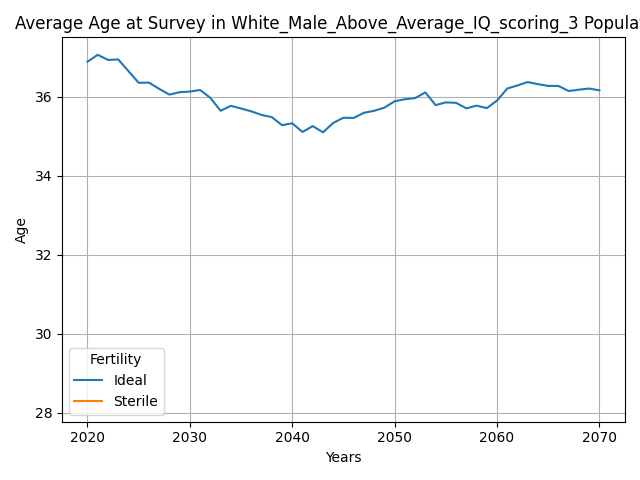 Average Age at Survey in White_Male_Above_Average_IQ_scoring_3 Popula
36
34
32
30
28
Age
Fertility
Ideal
Sterile
2020 2030 2040 2050 2060 2070
Years